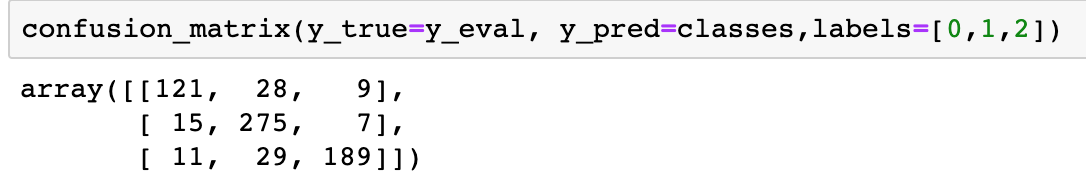 confusion_matrix(y_true=y_eval, y_pred=classes,labels=[0,1,2])
array([[121,  28,   9],
       [ 15, 275,   7],
       [ 11,  29, 189]])